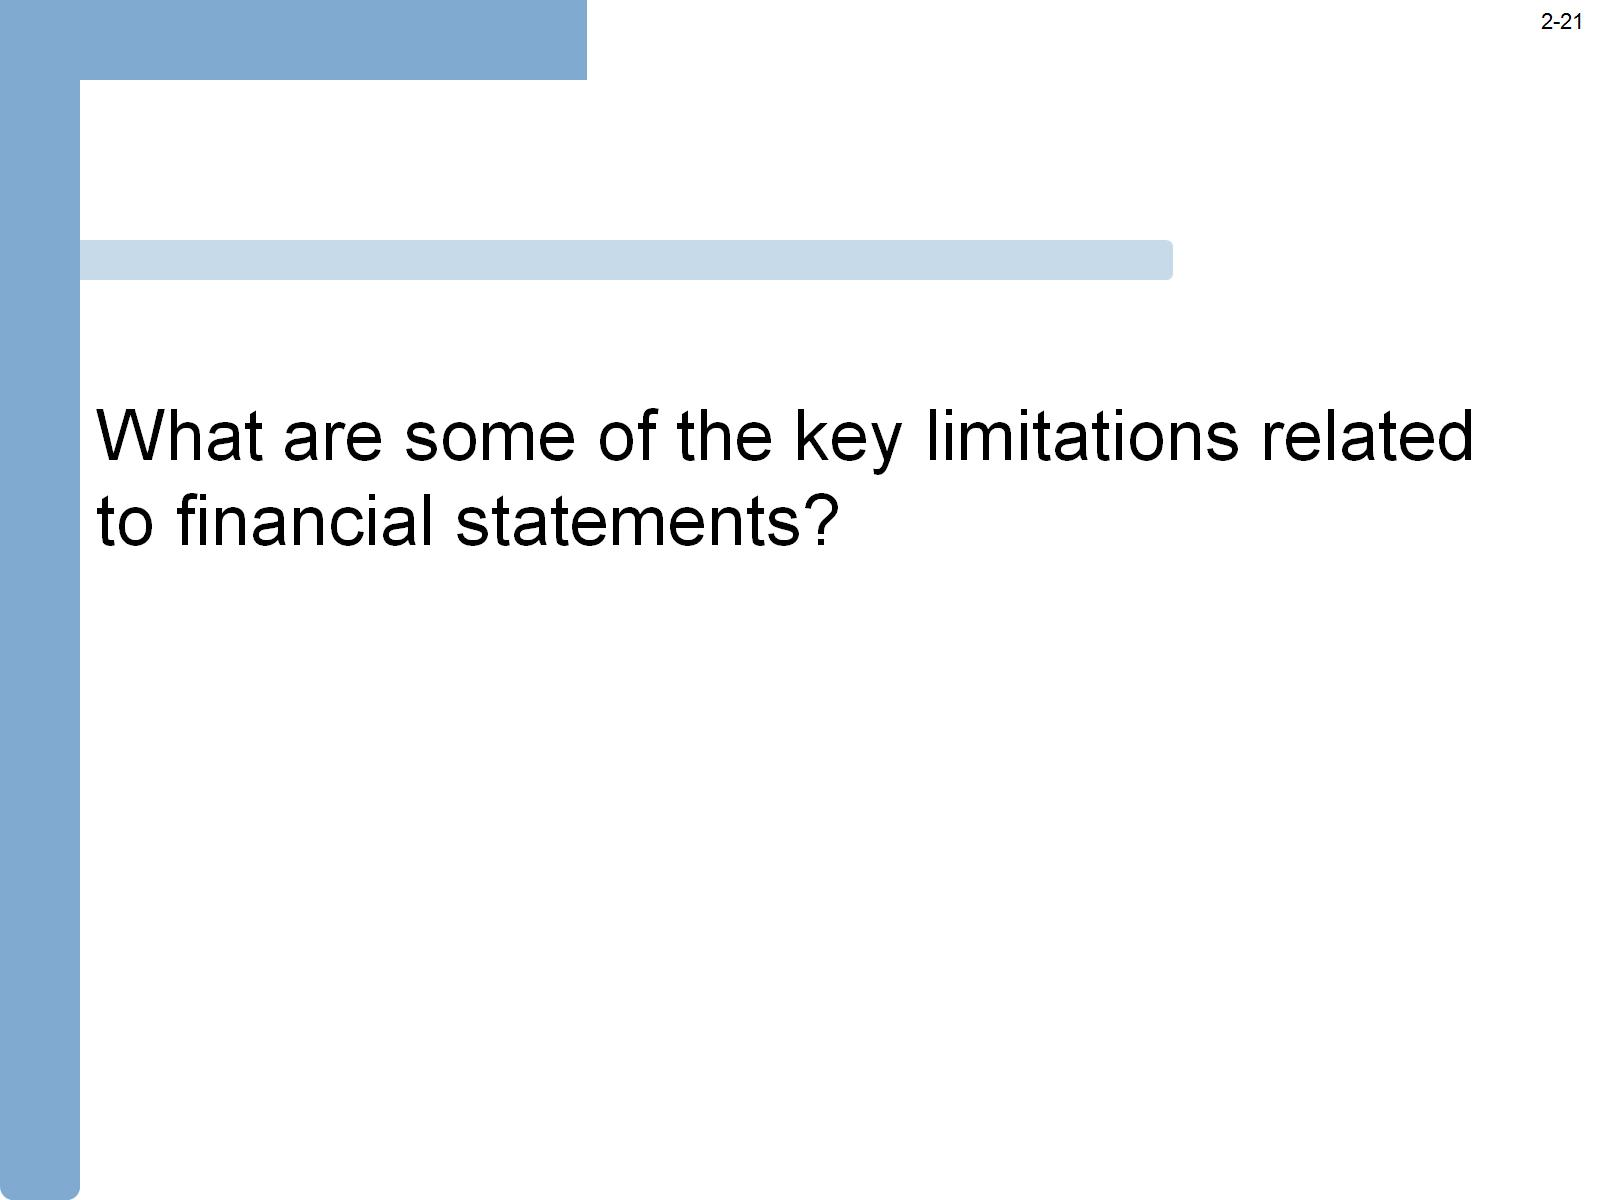 2-21
What are some of the key limitations related
to financial statements?